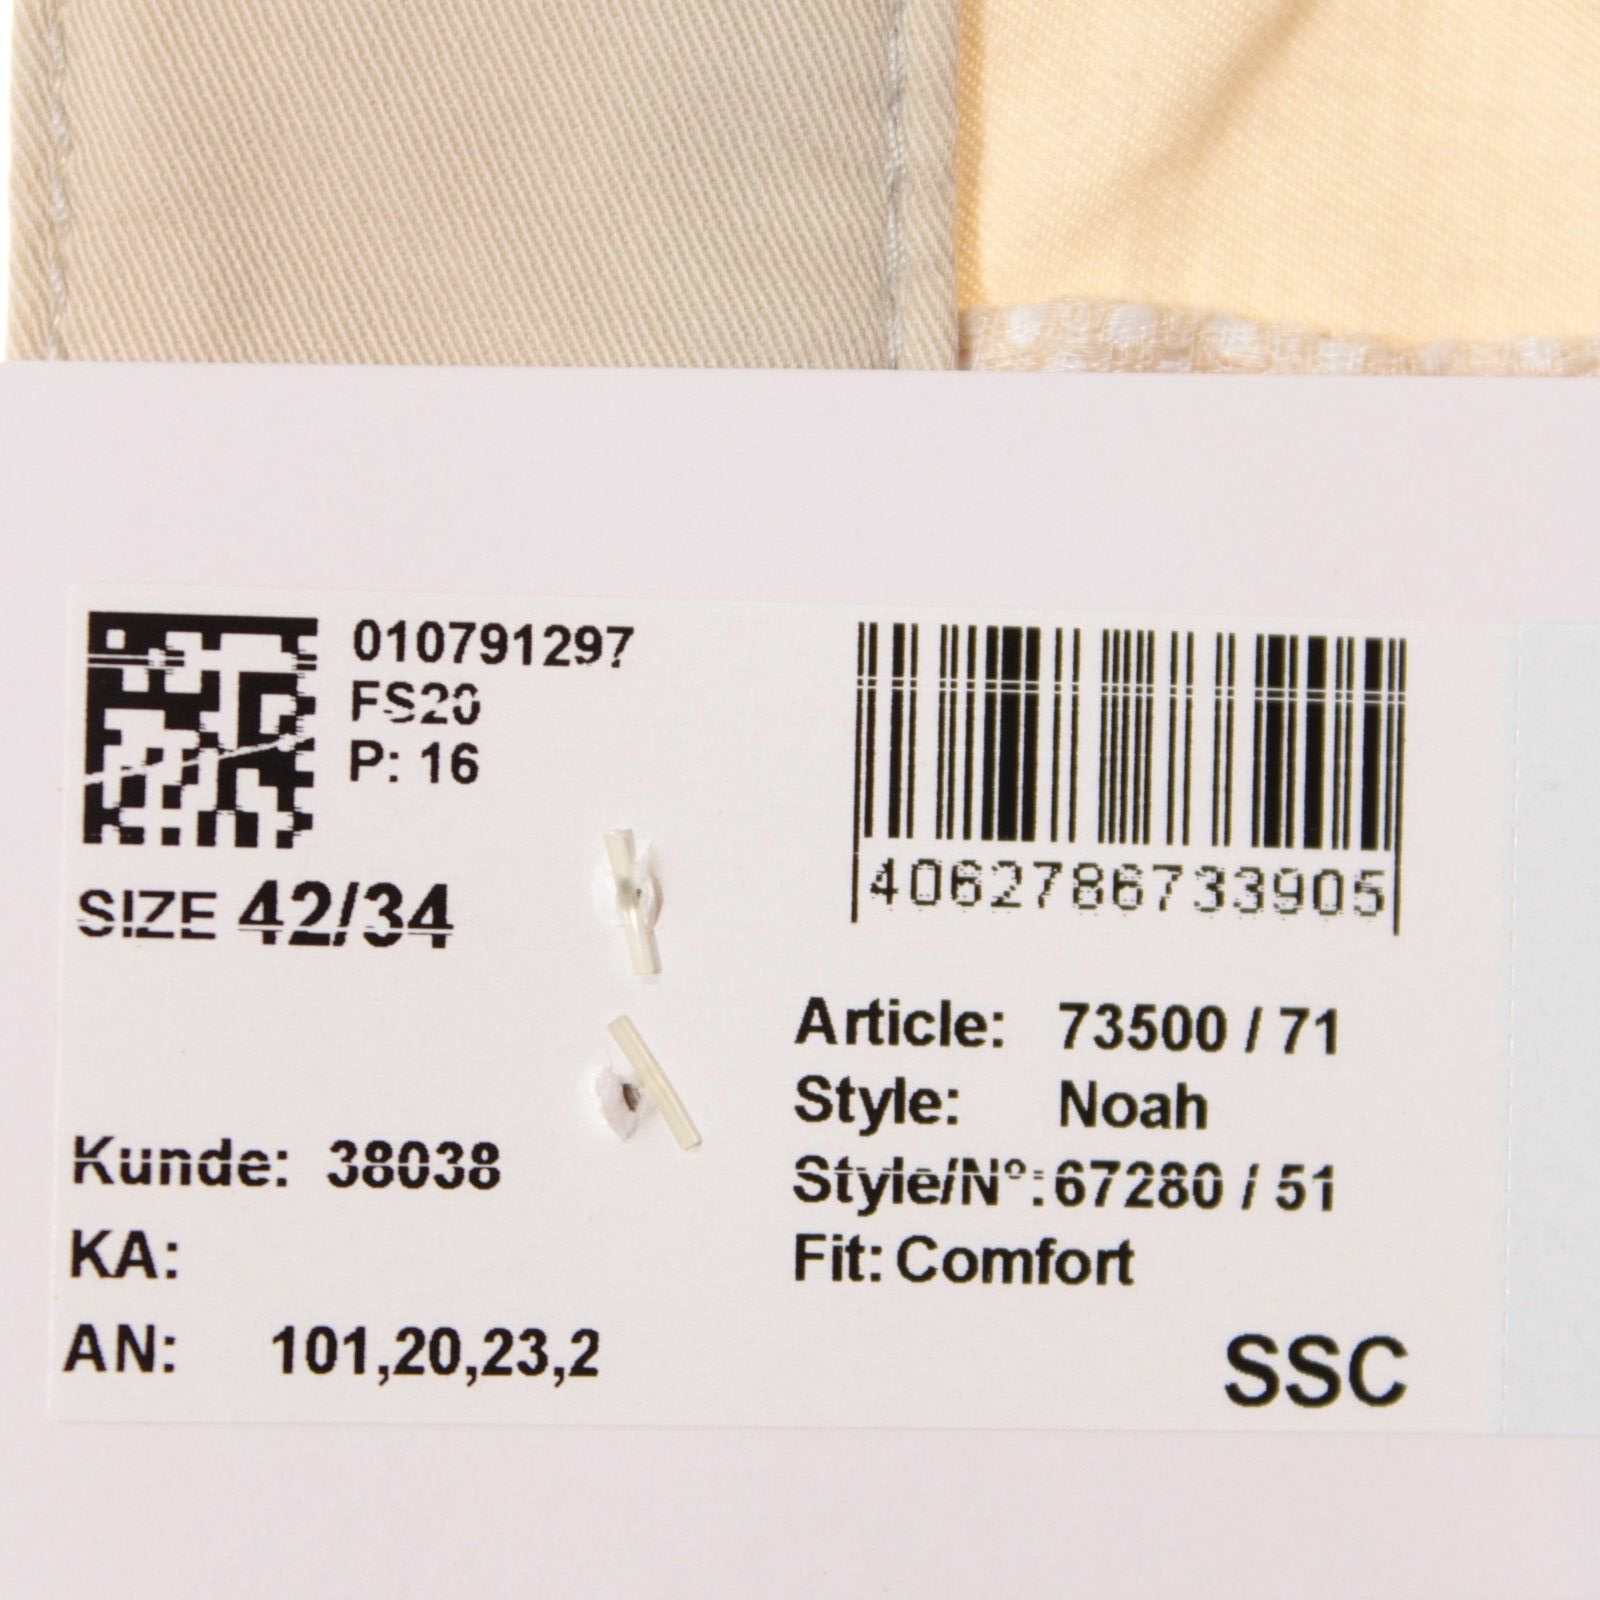 010791297
FS20
P: 16
SIZE 42/34
Kunde: 38038
KA:
AN: 101,20,23,2
4062786733905
Article: 73500 / 71
Style: Noah
Style/N°: 67280 / 51
Fit: Comfort
SSC